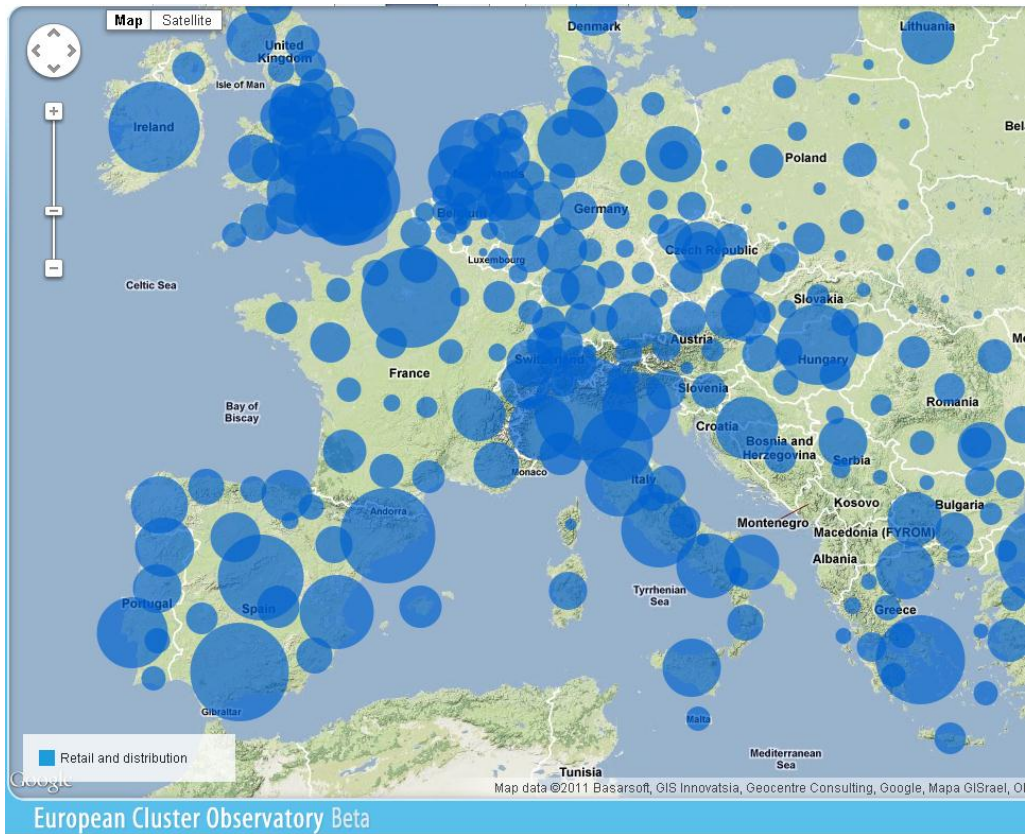 Map
Satellite
Denmark
Lithuania
United
Kingdom
Isle of Man
Ireland
Bel
Poland
Germany
Belgium
Czech Republic
Luxembourg
Celtic Sea
Slovakia
Austria
Switzerland
Hungary
Mo
France
Slovenia
Romania
Croatia
Bay of
Biscay
Bosnia and
Herzegovina
Serbia
Monaco
Italy
Kosovo
Bulgaria
Andorra
Montenegro
Macedonia (FYROM)
Albania
Tyrrhenian
Sea
Portugal
Spain
Greece
Gibraltar
Malta
Mediterranean
Sea
Retail and distribution
Tunisia
Google
Map data ©2011 Basarsoft, GIS Innovatsia, Geocentre Consulting, Google, Mapa GISrael, O
European Cluster Observatory Beta